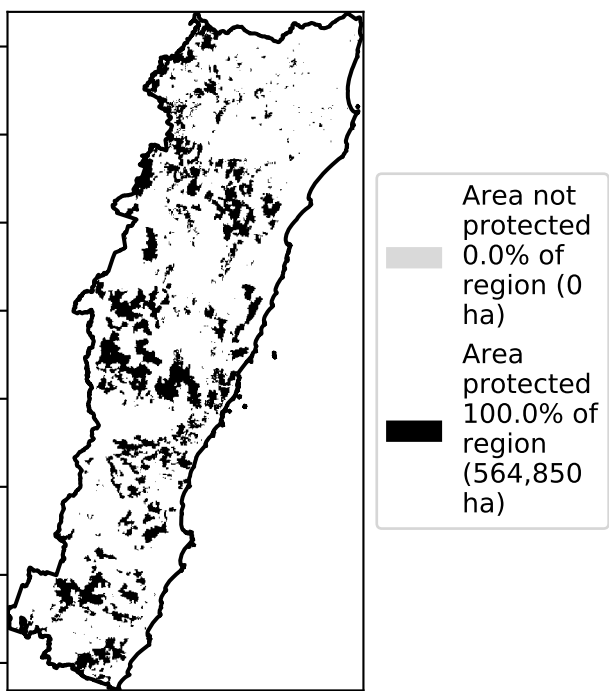 Area not
protected
0.0% of
region (0
ha)
Area
protected
100.0% of
region
(564,850
ha)